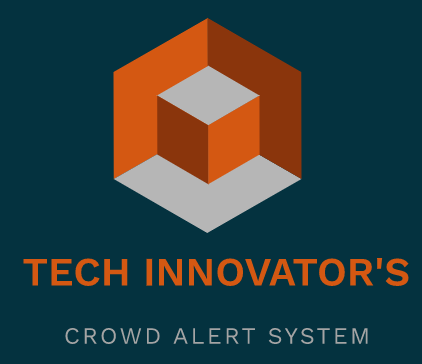 TECH INNOVATOR'S
CROWD ALERT SYSTEM